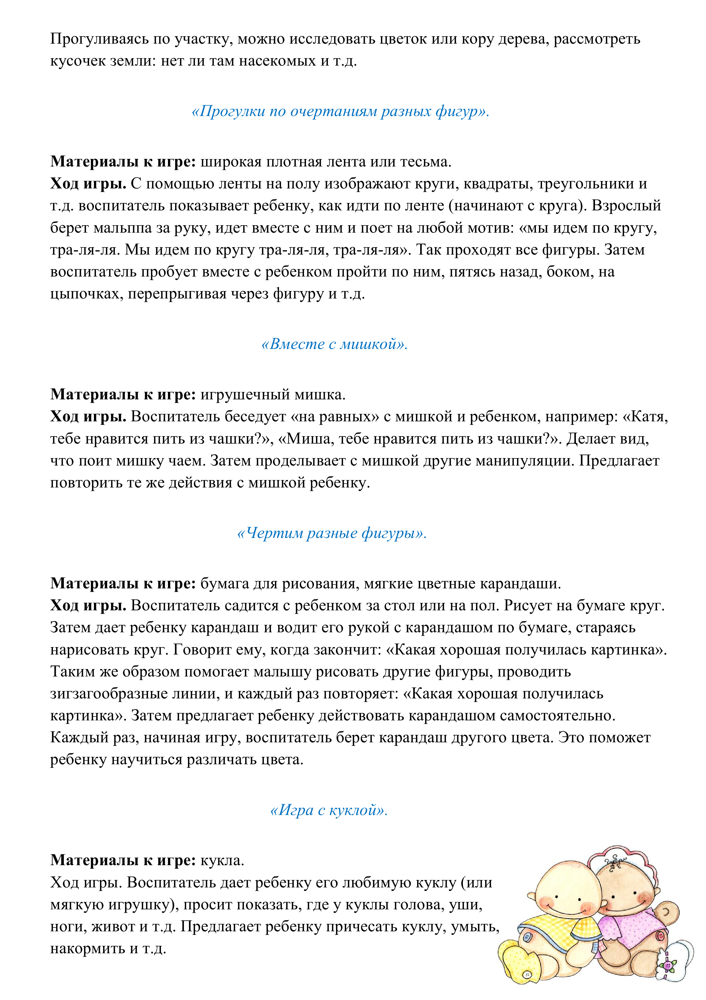 Прогуливаясь по участку, можно исследовать цветок или кору дерева, рассмотреть
кусочек земли: нет ли там насекомых и т.д.
«Прогулки по очертаниям разных фигур».
Материалы к игре: широкая плотная лента или тесьма.
Ход игры. С помощью ленты на полу изображают круги, квадраты, треугольники и
т.д. воспитатель показывает ребенку, как идти по ленте (начинают с круга). Взрослый
берет мальппа за руку, идет вместе с ним и поет на любой мотив: «мы идем по кругу,
тра-ля-ля. Мы идем по кругу тра-ля-ля, тра-ля-ля». Так проходят все фигуры. Затем
воспитатель пробует вместе с ребенком пройти по ним, пятясь назад, боком, на
цыпочках, перепрыгивая через фигуру и т.д.
«Вместе с мишкой».
Материалы к игре: игрушечный мишка.
Ход игры. Воспитатель беседует «на равных» с мишкой и ребенком, например: «Катя,
тебе нравится пить из чашки?», «Миша, тебе нравится пить из чашки?». Делает вид,
что поит мишку чаем. Затем проделывает с мишкой другие манипуляции. Предлагает
повторить те же действия с мишкой ребенку.
«Чертим разные фигуры».
Материалы к игре: бумага для рисования, мягкие цветные карандаши.
Ход игры. Воспитатель садится с ребенком за стол или на пол. Рисует на бумаге круг.
Затем дает ребенку карандаш и водит его рукой с карандашом по бумаге, стараясь
нарисовать круг. Говорит ему, когда закончит: «Какая хорошая получилась картинка».
Таким же образом помогает малышу рисовать другие фигуры, проводить
зигзагообразные линии, и каждый раз повторяет: «Какая хорошая получилась
картинка». Затем предлагает ребенку действовать карандашом самостоятельно.
Каждый раз, начиная игру, воспитатель берет карандаш другого цвета. Это поможет
ребенку научиться различать цвета.
«Игра с куклой».
Материалы к игре: кукла.
Ход игры. Воспитатель дает ребенку его любимую куклу (или
мягкую игрушку), просит показать, где у куклы голова, уши,
ноги, живот и т.д. Предлагает ребенку причесать куклу, умыть,
накормить и т.д.